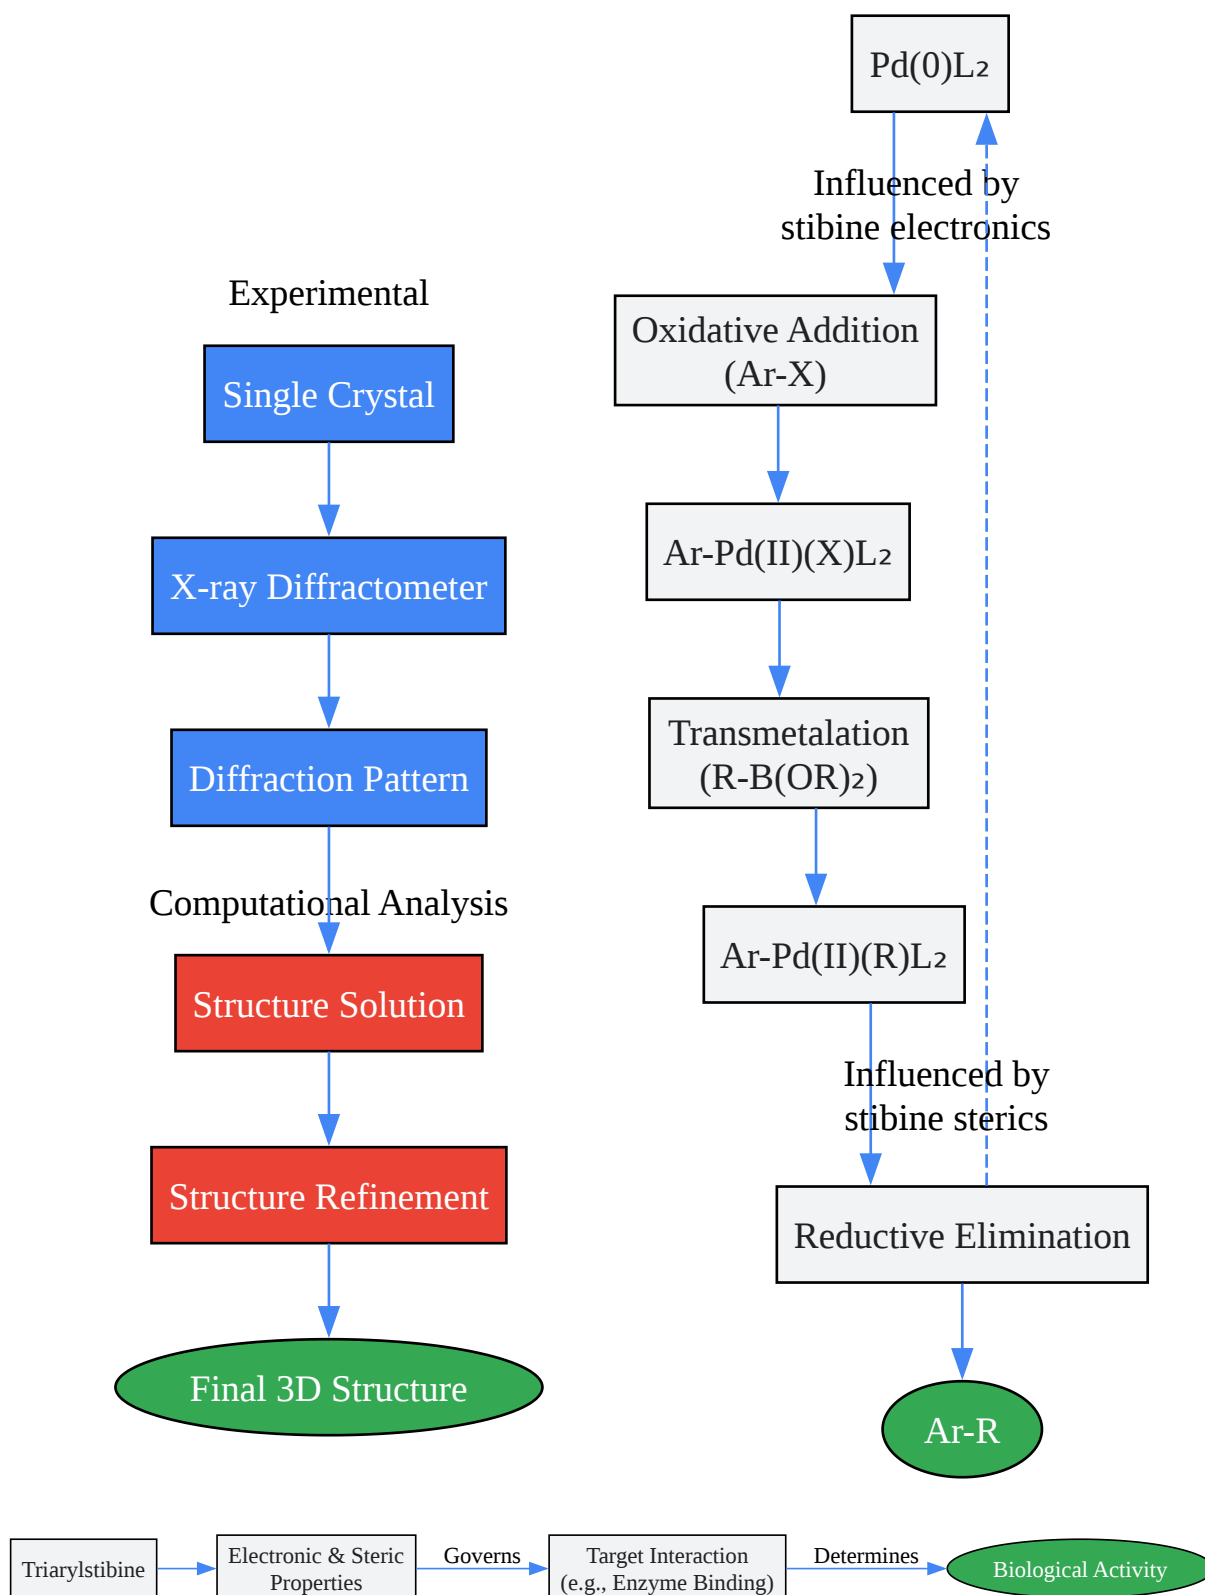 Experimental
Single Crystal
X-ray Diffractometer
Diffraction Pattern
Computational Analysis
Structure Solution
Structure Refinement
Final 3D Structure
Pd(0)L₂
Influenced by
stibine electronics
Oxidative Addition
(Ar-X)
Ar-Pd(II)(X)L₂
Transmetalation
(R-B(OR)₂)
Ar-Pd(II)(R)L₂
Influenced by
stibine sterics
Reductive Elimination
Ar-R
Triarylstibine
Electronic & Steric
Properties
Governs
Target Interaction
(e.g., Enzyme Binding)
Determines
Biological Activity